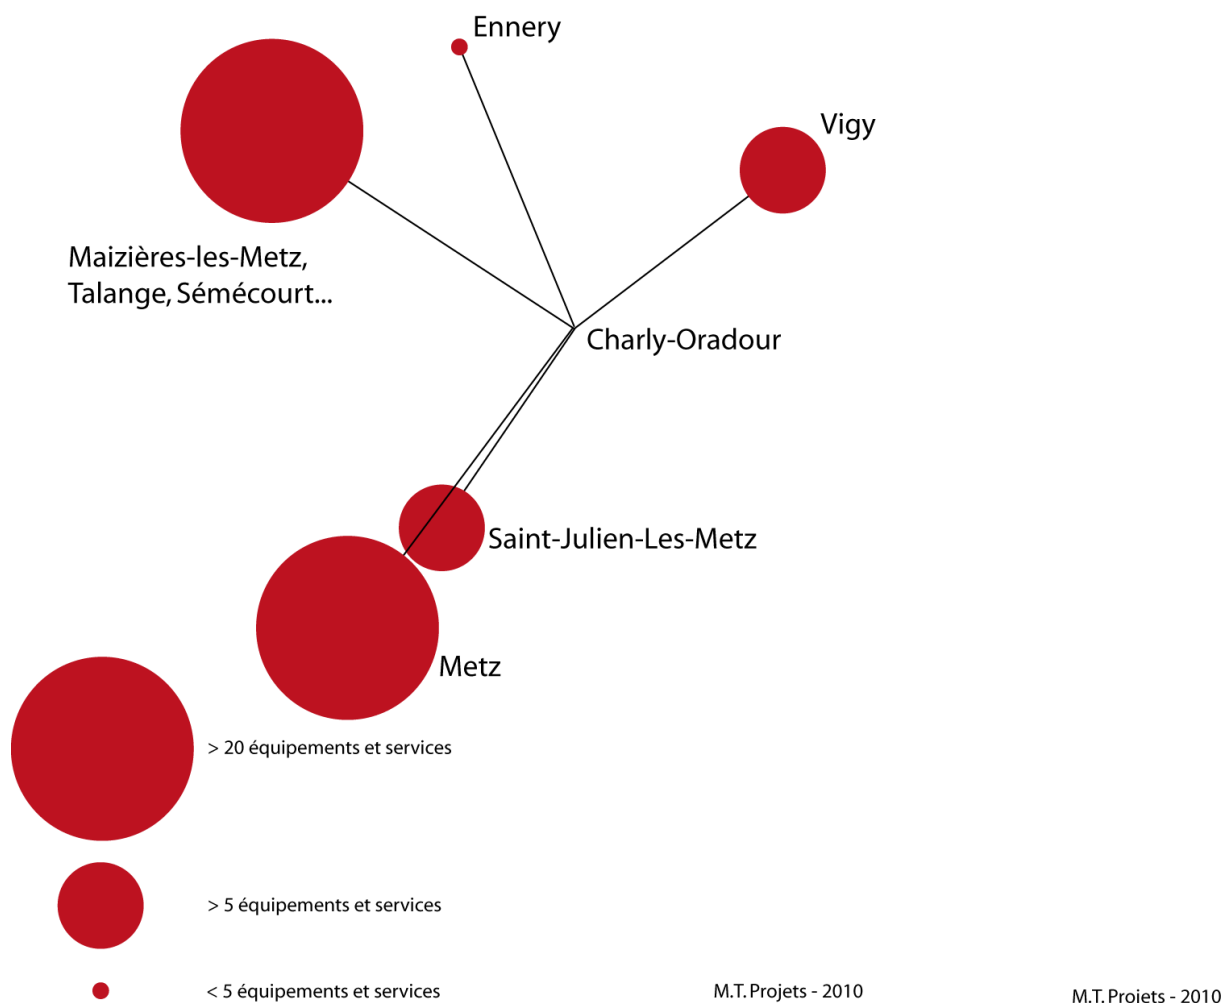 Ennery
Vigy
Maizières-les-Metz,
Talange, Sémécourt...
Charly-Oradour
Saint-Julien-Les-Metz
Metz
> 20 équipements et services
> 5 équipements et services
< 5 équipements et services
M.T. Projets - 2010
M.T. Projets - 2010